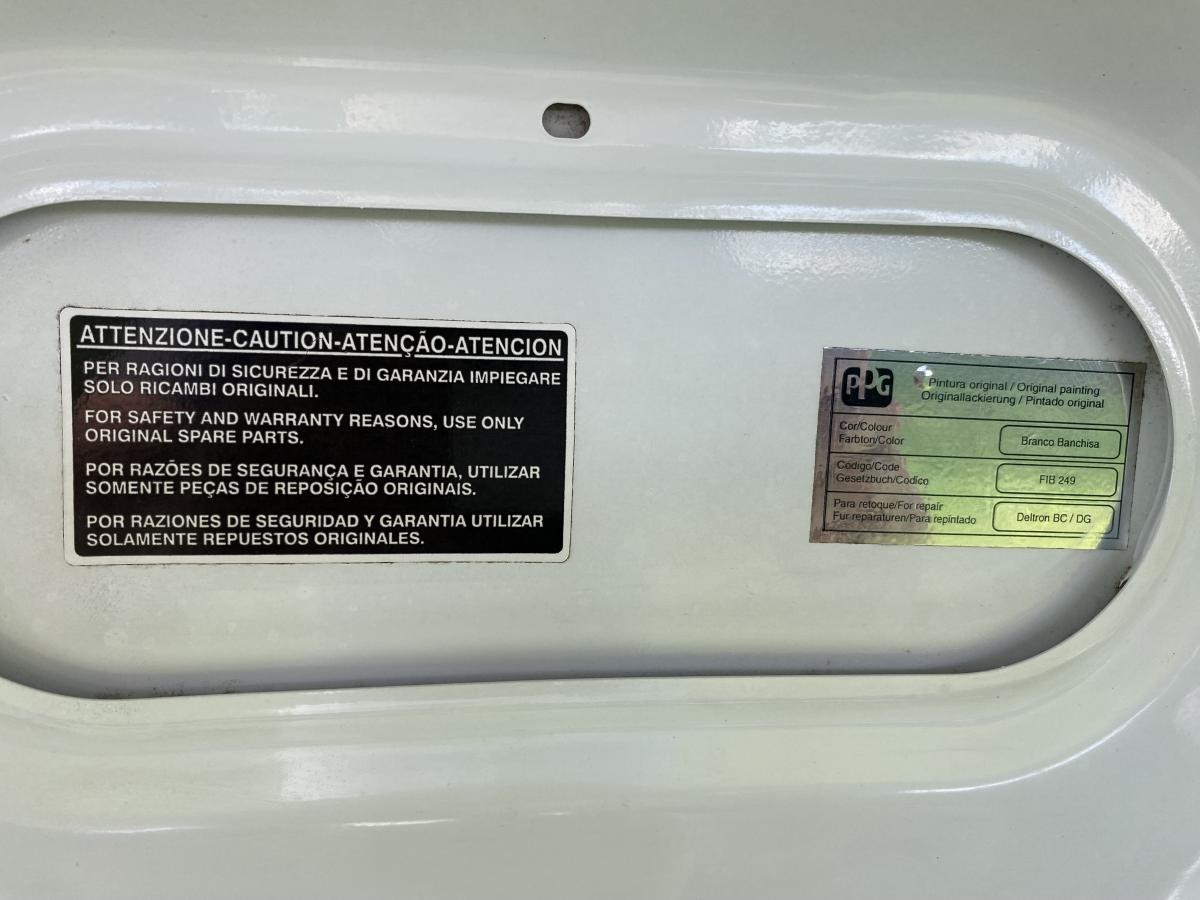 ATTENZIONE-CAUTION-ATENÇÃO-ATENCION
PER RAGIONI DI SICUREZZA E DI GARANZIA IMPIEGARE
SOLO RICAMBI ORIGINALI.
FOR SAFETY AND WARRANTY REASONS, USE ONLY
ORIGINAL SPARE PARTS.
POR RAZÕES DE SEGURANÇA E GARANTIA, UTILIZAR
SOMENTE PEÇAS DE REPOSIÇÃO ORIGINAIS.
POR RAZIONES DE SEGURIDAD Y GARANTIA UTILIZAR
SOLAMENTE REPUESTOS ORIGINALES.
PPG
Pintura original / Original painting
Originallackierung / Pintado original
Cor/Colour
Farbton/Color
Branco Banchisa
Código/Code
Gesetzbuch/Codico
FIB 249
Para retoque/For repair
Fur reparaturen/Para repintado
Deltron BC / DG